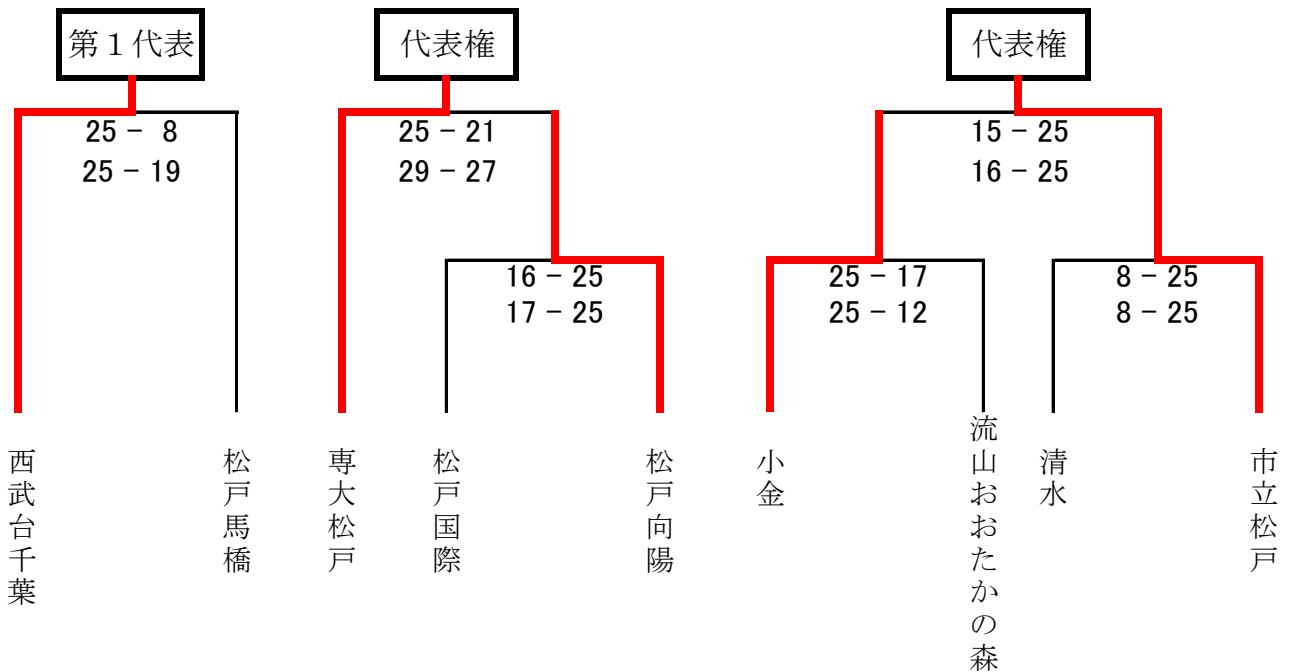 第１代表
代表権
代表権
25 − 8
25 − 19
25 − 21
29 − 27
15 − 25
16 − 25
16 − 25
17 − 25
25 − 17
25 − 12
8 − 25
8 − 25
西武台千葉
松戸馬橋
専大松戸
松戸国際
松戸向陽
小金
流山おおたかの森
清水
市立松戸